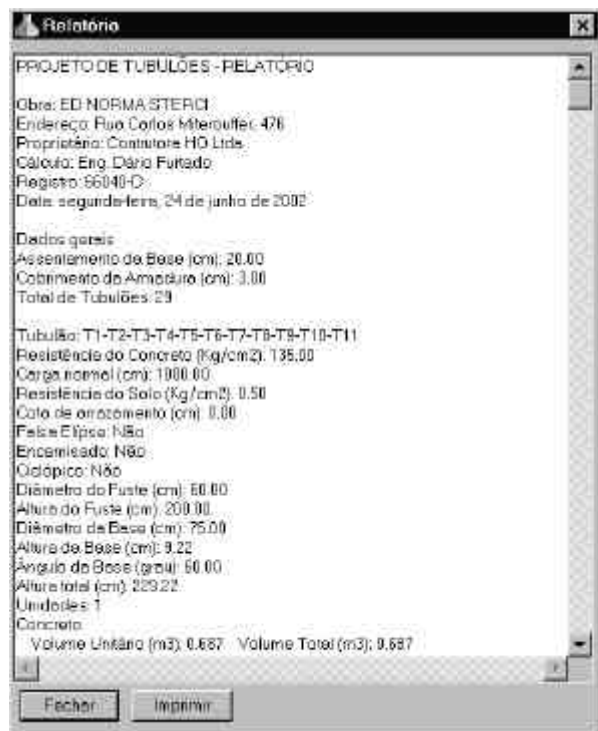 Relatório
PROJETO DE TUBULÕES - RELATÓRIO
Obra: ED NORMA STERCI
Endereço: Rua Carlos 476
Proprietário: HO Ltda
Cálculo: Eng. Dário Furtado
Registro: 66040-D
Data: segunda-feira, 24 de junho de 2002
Dados gerais
Assentamento da Base (cm): 20.00
Cobrimento da Armadura (cm): 3.00
Total de Tubulões: 29
Tubulão: T1-T2-T3-T4-T5-T6-T7-T8-T9-T10-T11
Resistência do Concreto (Kg/cm2): 135.00
Carga normal (cm): 1000.00
Resistência do Solo (Kg/cm2): 0.50
Cota de arrazamento (cm): 0.00
Falsa Elípse: Não
Encamisado: Não
Ciclópico: Não
Diâmetro do Fuste (cm): 60.00
Altura do Fuste (cm): 200.00
Diâmetro da Base (cm): 75.00
Altura da Base (cm): 9.22
Ângulo da Base (grau): 60.00
Altura total (cm): 229.22
Unidades: 1
Concreto
Volume Unitário (m3): 0.687 Volume Total (m3): 0.687
Fechar Imprimir